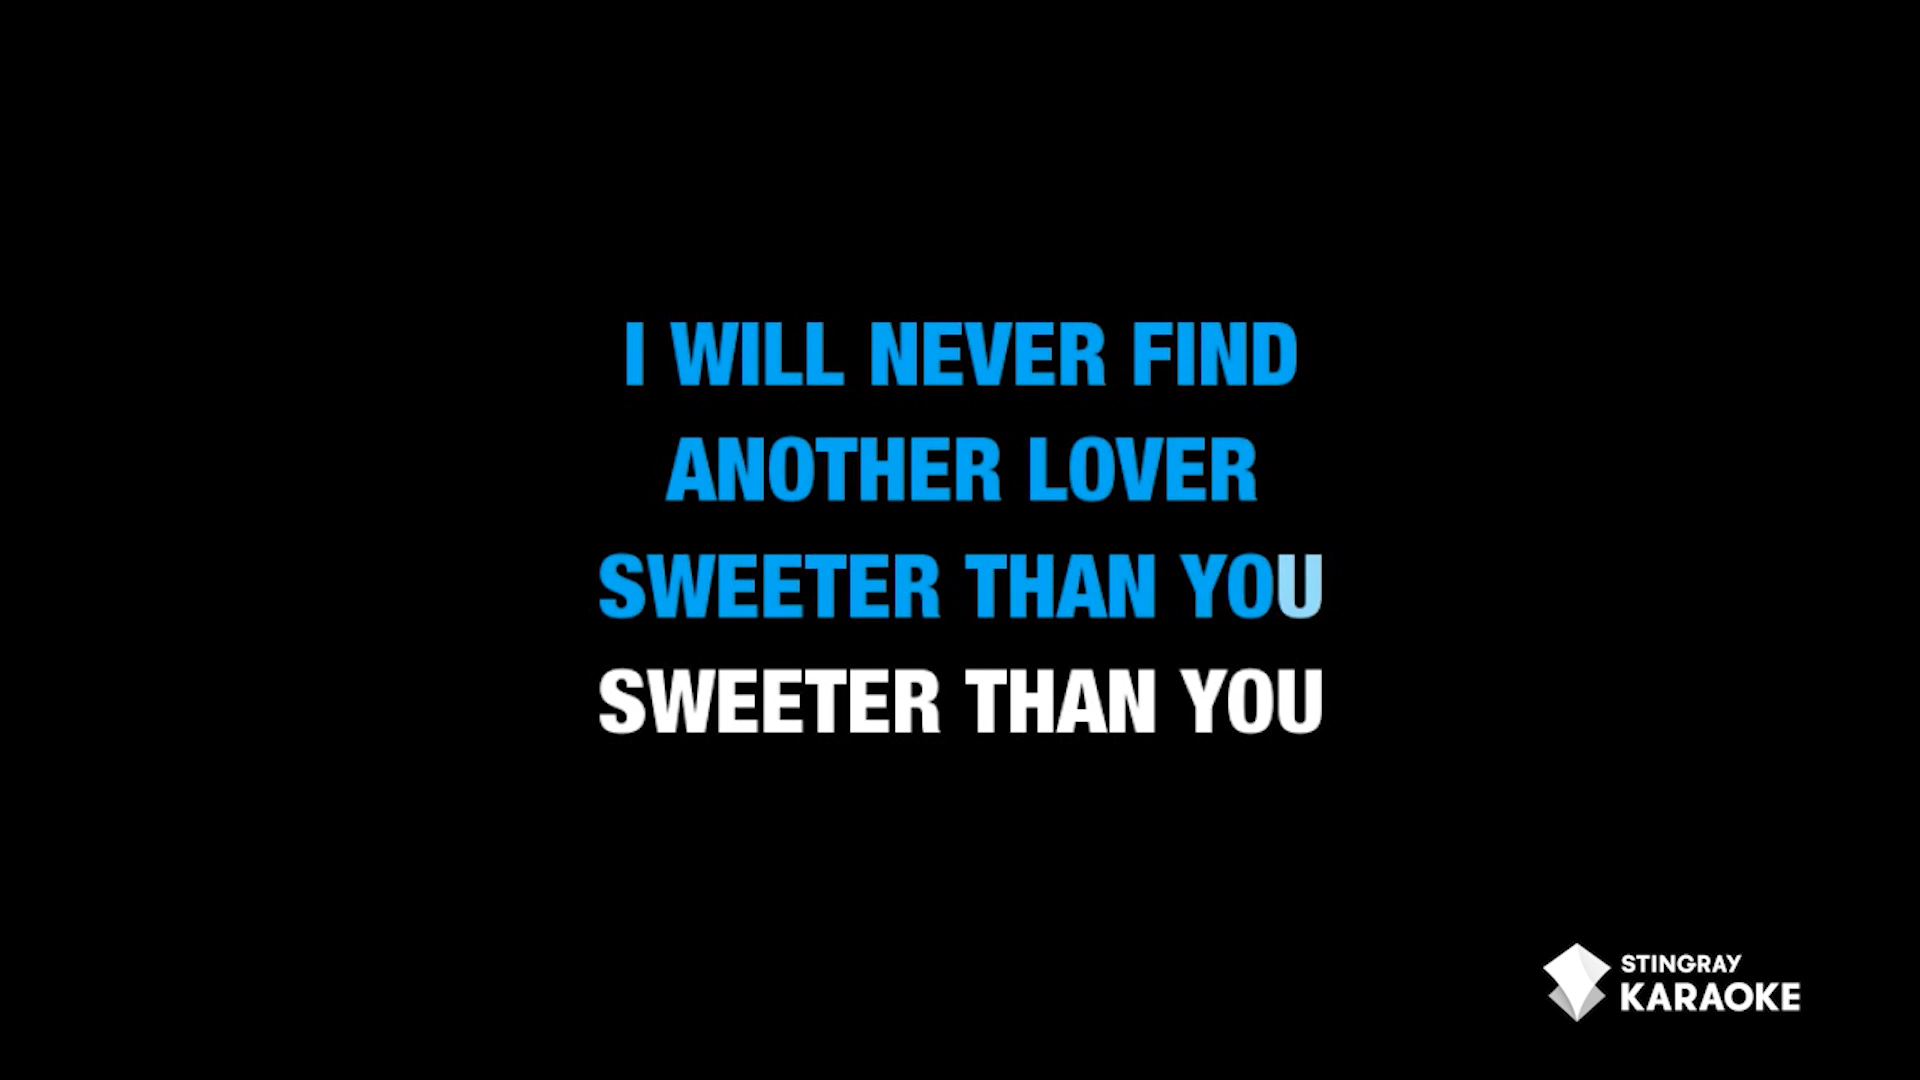 I WILL NEVER FIND
ANOTHER LOVER
SWEETER THAN YOU
SWEETER THAN YOU
STINGRAY
KARAOKE